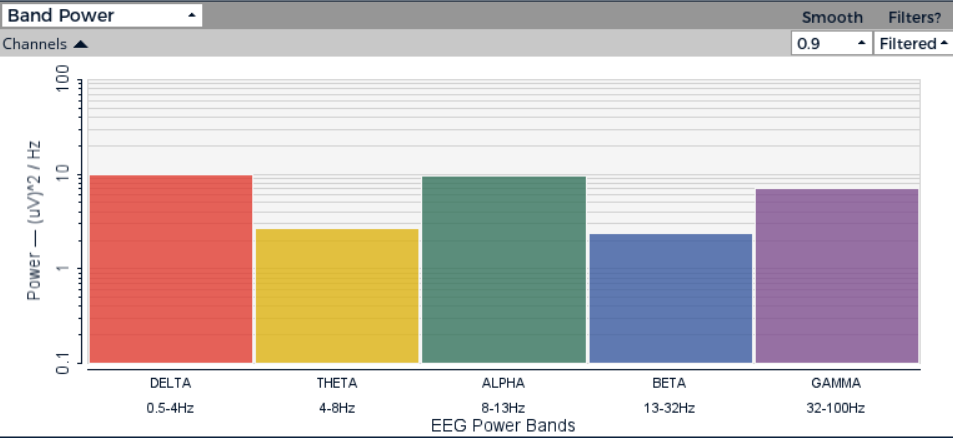 Band Power
Smooth Filters?
Channels 0.9 Filtered
Power — (uV)^2 / Hz
100
10
1
0.1
DELTA THETA ALPHA BETA GAMMA
0.5-4Hz 4-8Hz 8-13Hz 13-32Hz 32-100Hz
EEG Power Bands